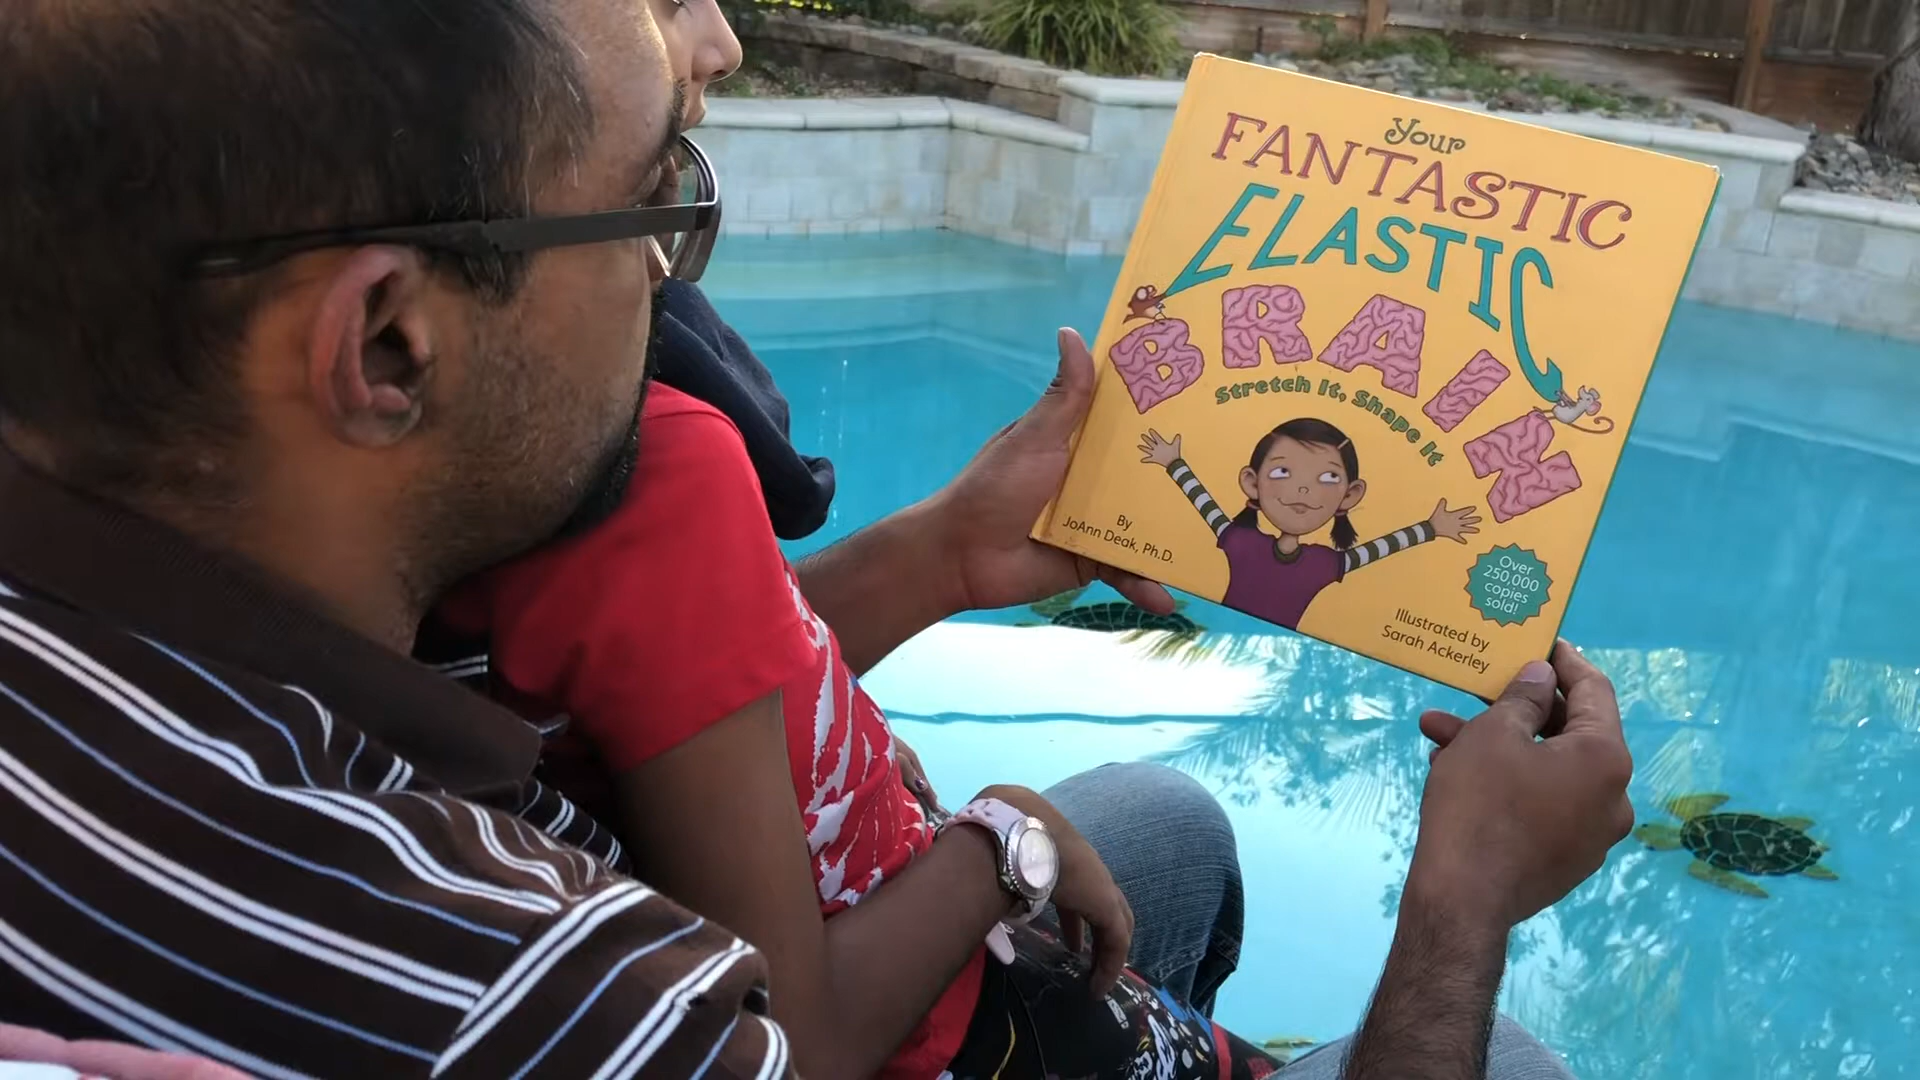 Your
FANTASTIC
ELASTIC
BRAIN
Stretch It, Shape It
By
JoAnn Deak, Ph.D.
Over
250,000
copies
sold!
Illustrated by
Sarah Ackerley